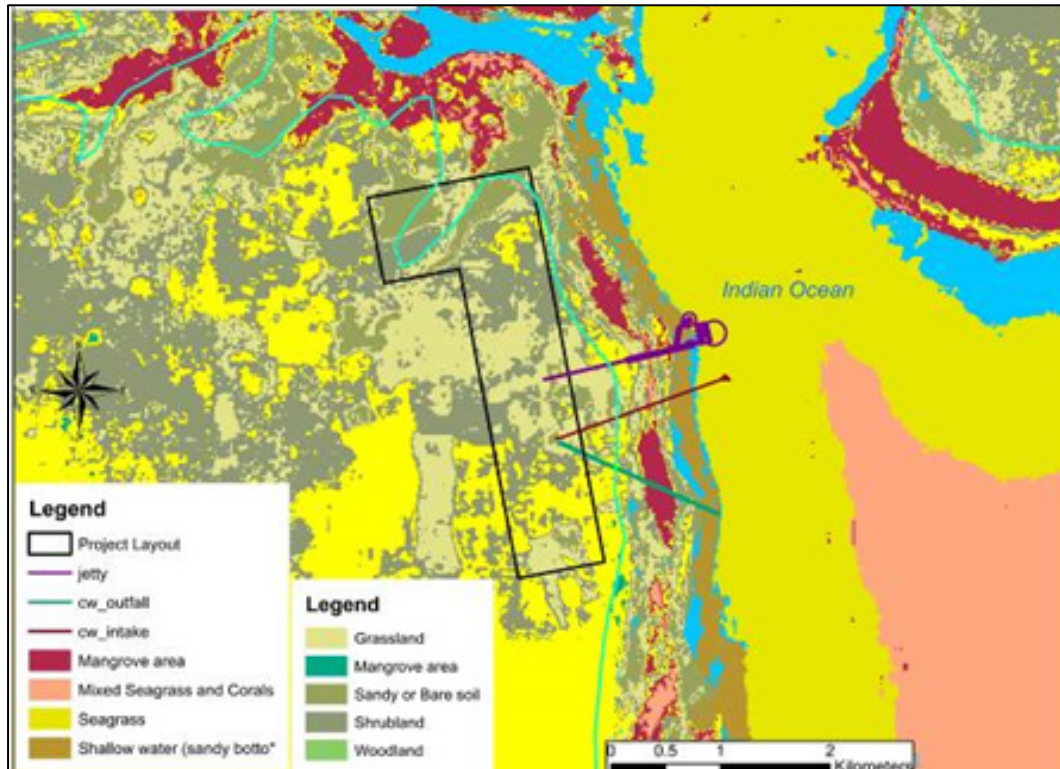 Indian Ocean
Legend
Project Layout
jetty
cw_outfall
cw_intake
Mangrove area
Mixed Seagrass and Corals
Seagrass
Shallow water (sandy botto*
Legend
Grassland
Mangrove area
Sandy or Bare soil
Shrubland
Woodland
0 0.5 1 2
Kilometers